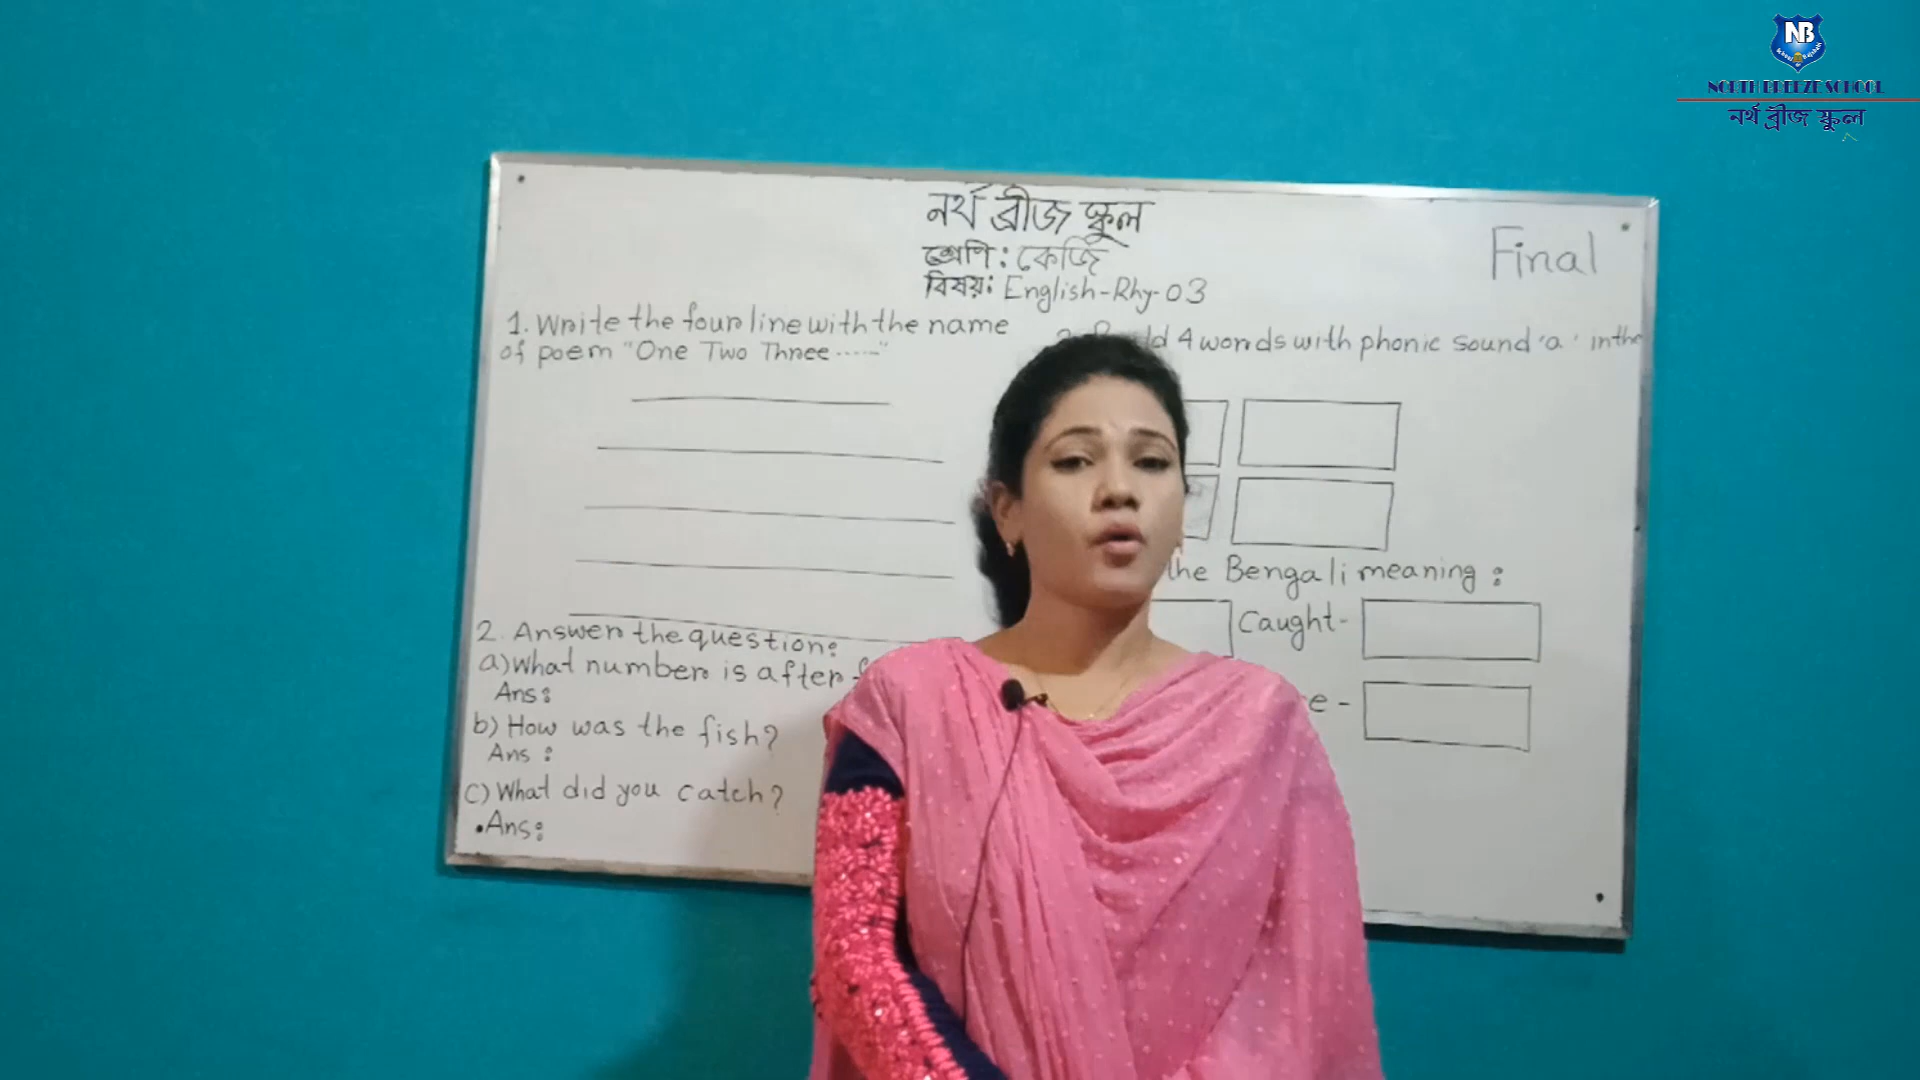 NB
NORTH BREEZE SCHOOL
নর্থ ব্রীজ স্কুল
নর্থ ব্রীজ স্কুল
শ্রেণি: কেজি
বিষয়: English-Rhy-03
Final
1. Write the four line with the name
of poem "One Two Three ......"
2. Answer the question:
a) What number is after
Ans:
b) How was the fish?
Ans:
c) What did you catch?
Ans:
4 words with phonic sound 'a' in the
the Bengali meaning:
Caught-